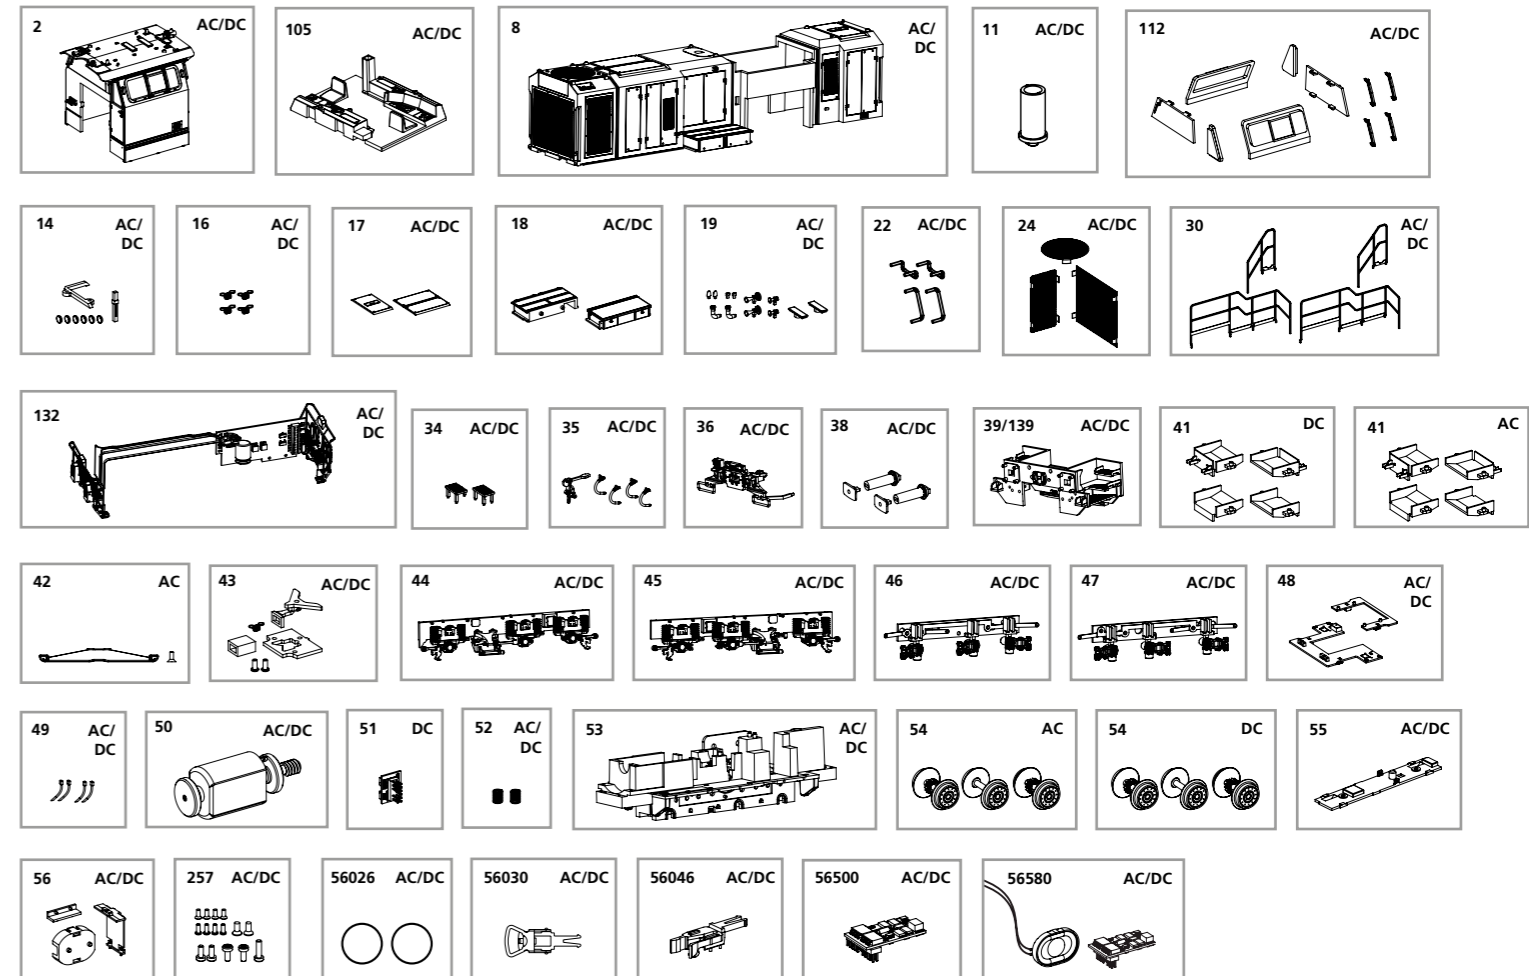 2 AC/DC
105 AC/DC
8 AC/
DC
11 AC/DC
112 AC/DC
14 AC/
DC
16 AC/
DC
17 AC/DC
18 AC/DC
19 AC/
DC
22 AC/DC
24 AC/DC
30 AC/
DC
132 AC/
DC
34 AC/DC
35 AC/DC
36 AC/DC
38 AC/DC
39/139 AC/DC
41 DC
41 AC
42 AC
43 AC/DC
44 AC/DC
45 AC/DC
46 AC/DC
47 AC/DC
48 AC/
DC
49 AC/
DC
50 AC/DC
51 DC
52 AC/
DC
53 AC/
DC
54 AC
54 DC
55 AC/DC
56 AC/DC
257 AC/DC
56026 AC/DC
56030 AC/DC
56046 AC/DC
56500 AC/DC
56580 AC/DC